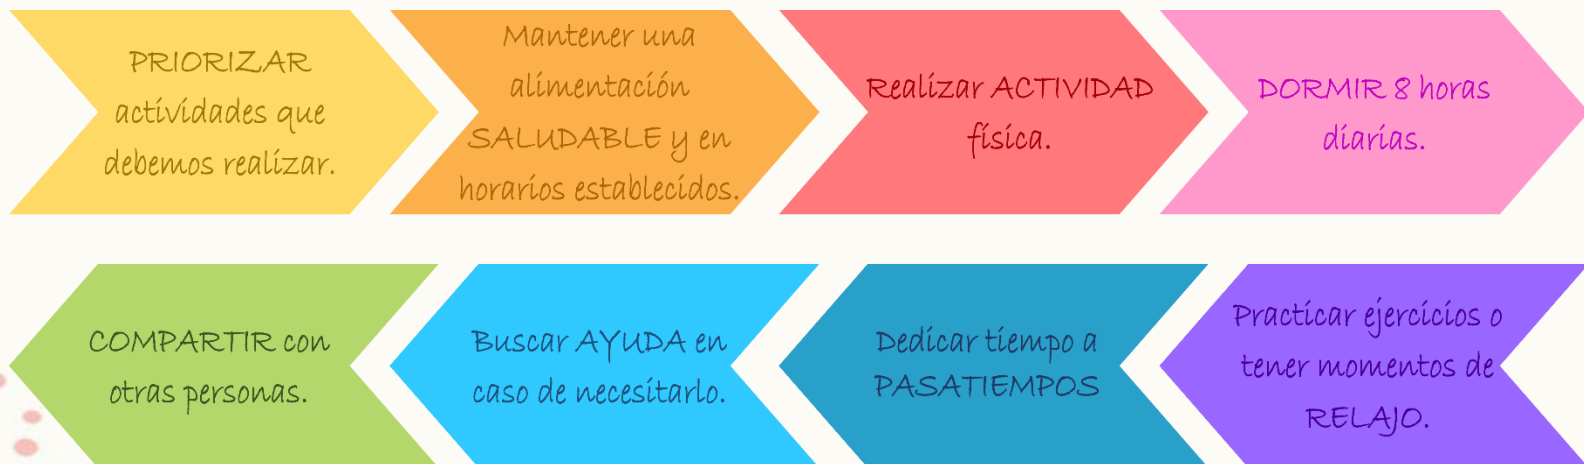 PRIORIZAR
actividades que
debemos realizar.
Mantener una
alimentación
SALUDABLE y en
horarios establecidos.
Realizar ACTIVIDAD
física.
DORMIR 8 horas
diarias.
COMPARTIR con
otras personas.
Buscar AYUDA en
caso de necesitarlo.
Dedicar tiempo a
PASATIEMPOS
Practicar ejercicios o
tener momentos de
RELAJO.